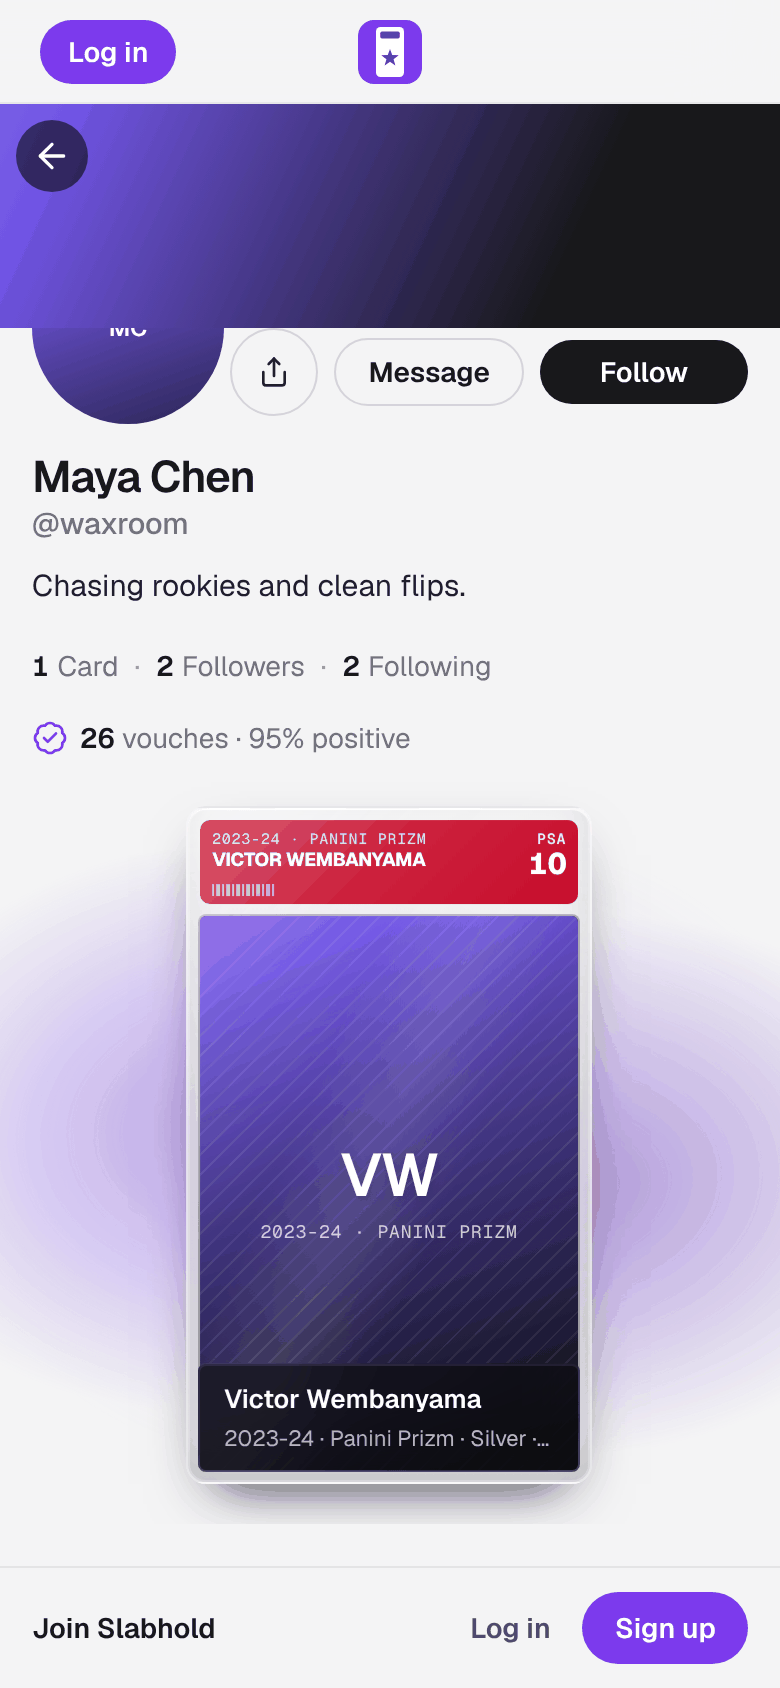 Log in
MC
Message
Follow
Maya Chen
@waxroom
Chasing rookies and clean flips.
1 Card · 2 Followers · 2 Following
26 vouches · 95% positive
2023-24 · PANINI PRIZM
PSA
VICTOR WEMBANYAMA
10
VW
2023-24 · PANINI PRIZM
Victor Wembanyama
2023-24 · Panini Prizm · Silver ·...
Join Slabhold
Log in
Sign up